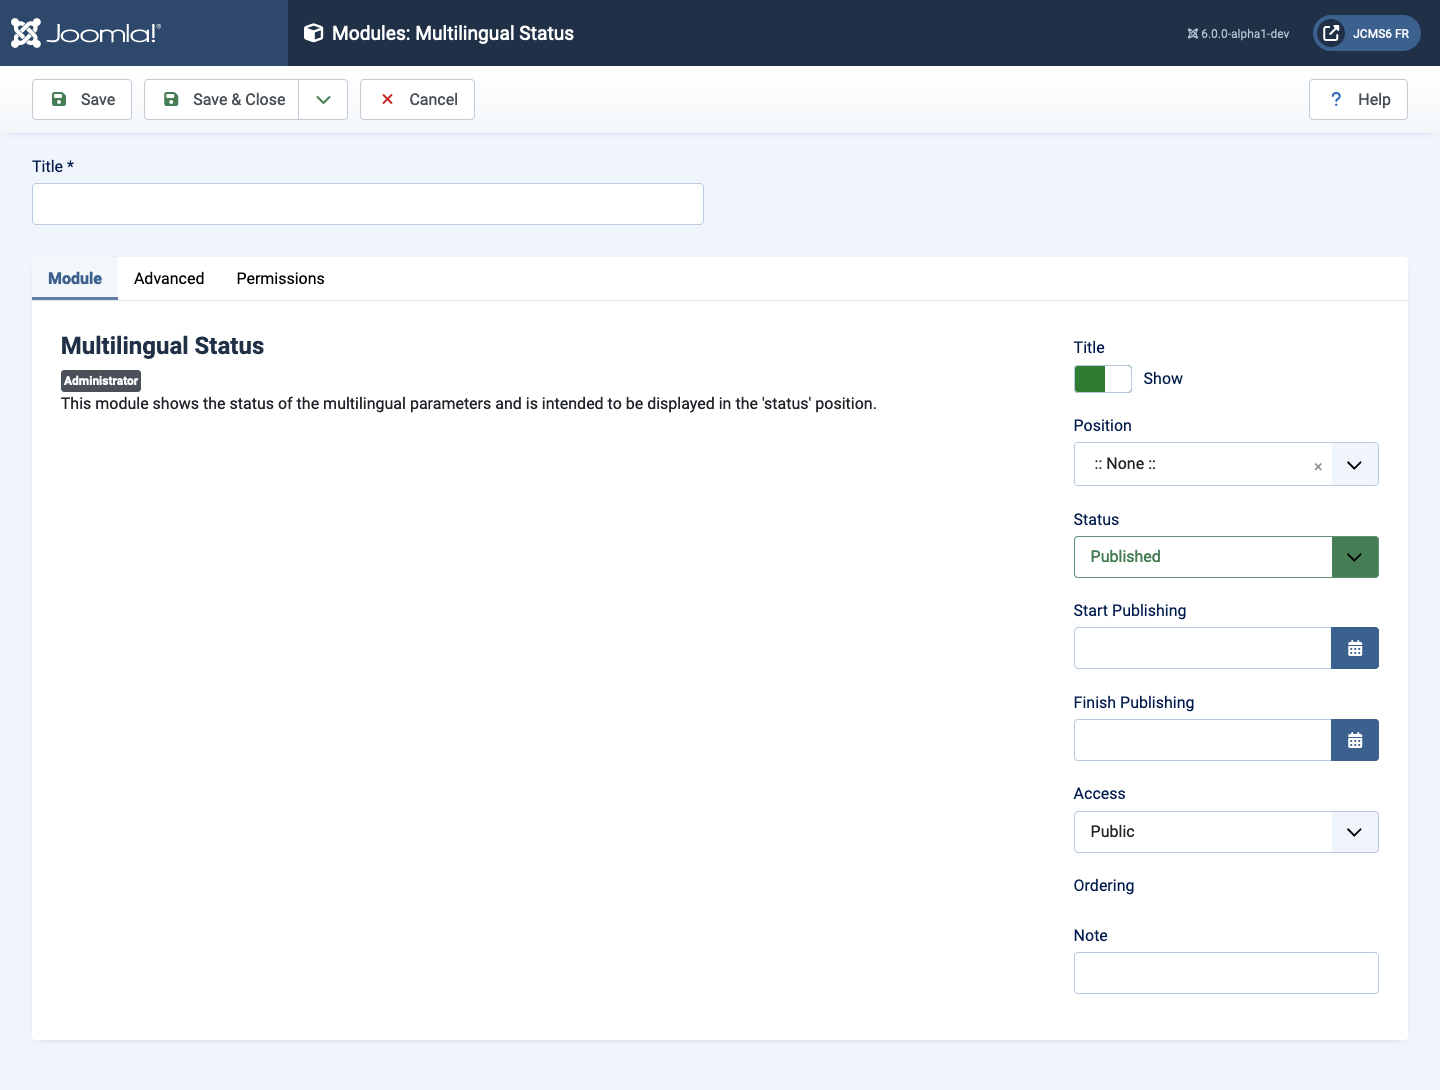 Joomla!®
Modules: Multilingual Status
6.0.0-alpha1-dev
JCMS6 FR
Save
Save & Close
Cancel
? Help
Title *
Module
Advanced
Permissions
Multilingual Status
Administrator
This module shows the status of the multilingual parameters and is intended to be displayed in the 'status' position.
Title
Show
Position
:: None ::
×
Status
Published
Start Publishing
Finish Publishing
Access
Public
Ordering
Note